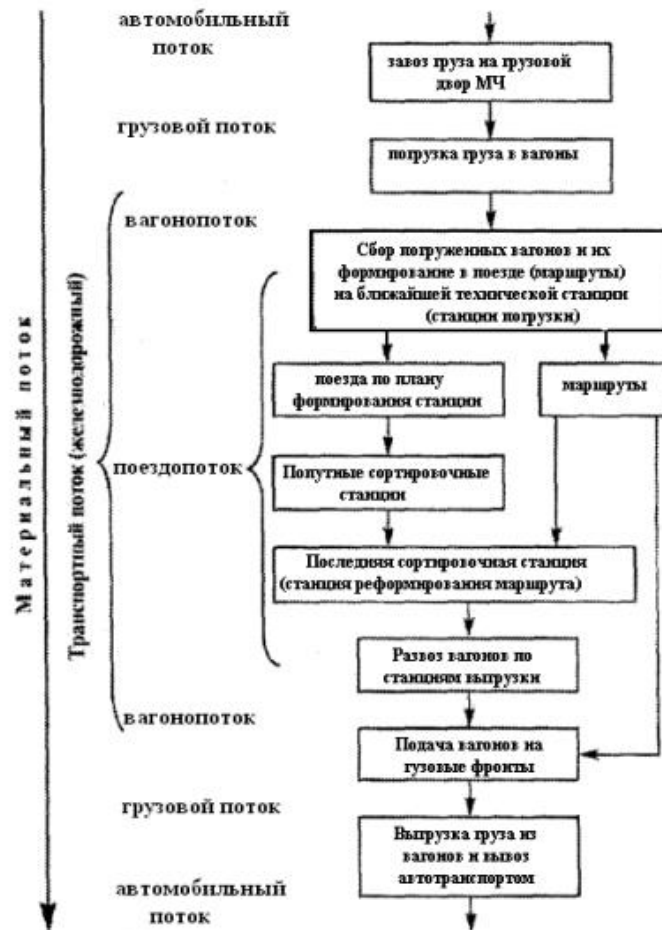 автомобильный
поток
завоз груза на грузовой
двор МЧ
грузовой поток
погрузка груза в вагоны
вагонопоток
Сбор погруженных вагонов и их
формирование в поезде (маршруты)
на ближайшей технической станции
(станции погрузки)
поезда по плану
формирования станции
маршруты
Материальный поток
Транспортный поток (железнодорожный)
поездопоток
Попутные сортировочные
станции
Последняя сортировочная станция
(станция реформирования маршрута)
Развоз вагонов по
станциям выгрузки
вагонопоток
Подача вагонов на
гузовые фронты
грузовой поток
Выгрузка груза из
вагонов и вывоз
автотранспортом
автомобильный
поток